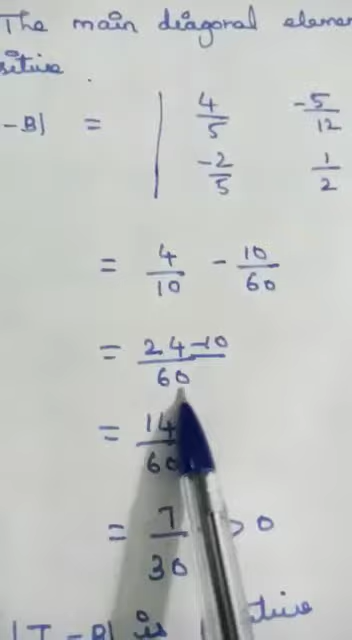 The main diagonal elemen
sitive
-B| = | 4/5 -5/12
-2/5 1/2
= 4/10 - 10/60
= 24-10/60
= 14/60
= 7/30 > 0
|I - B| is